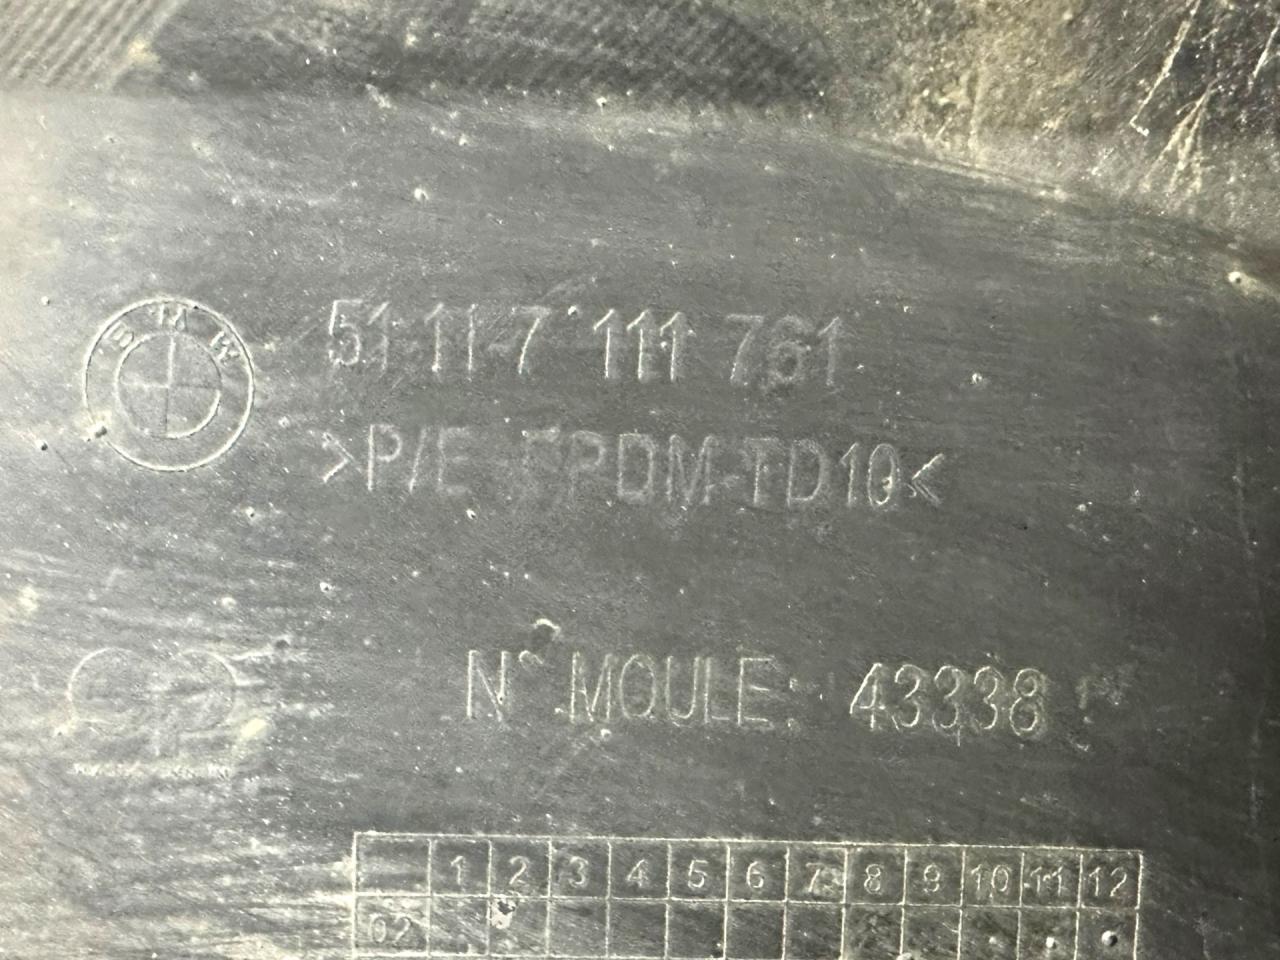 BMW
51·11·7 111 761
>P/E-EPDM-TD10<
N° MOULE: 43338
1 2 3 4 5 6 7 8 9 10 11 12
02